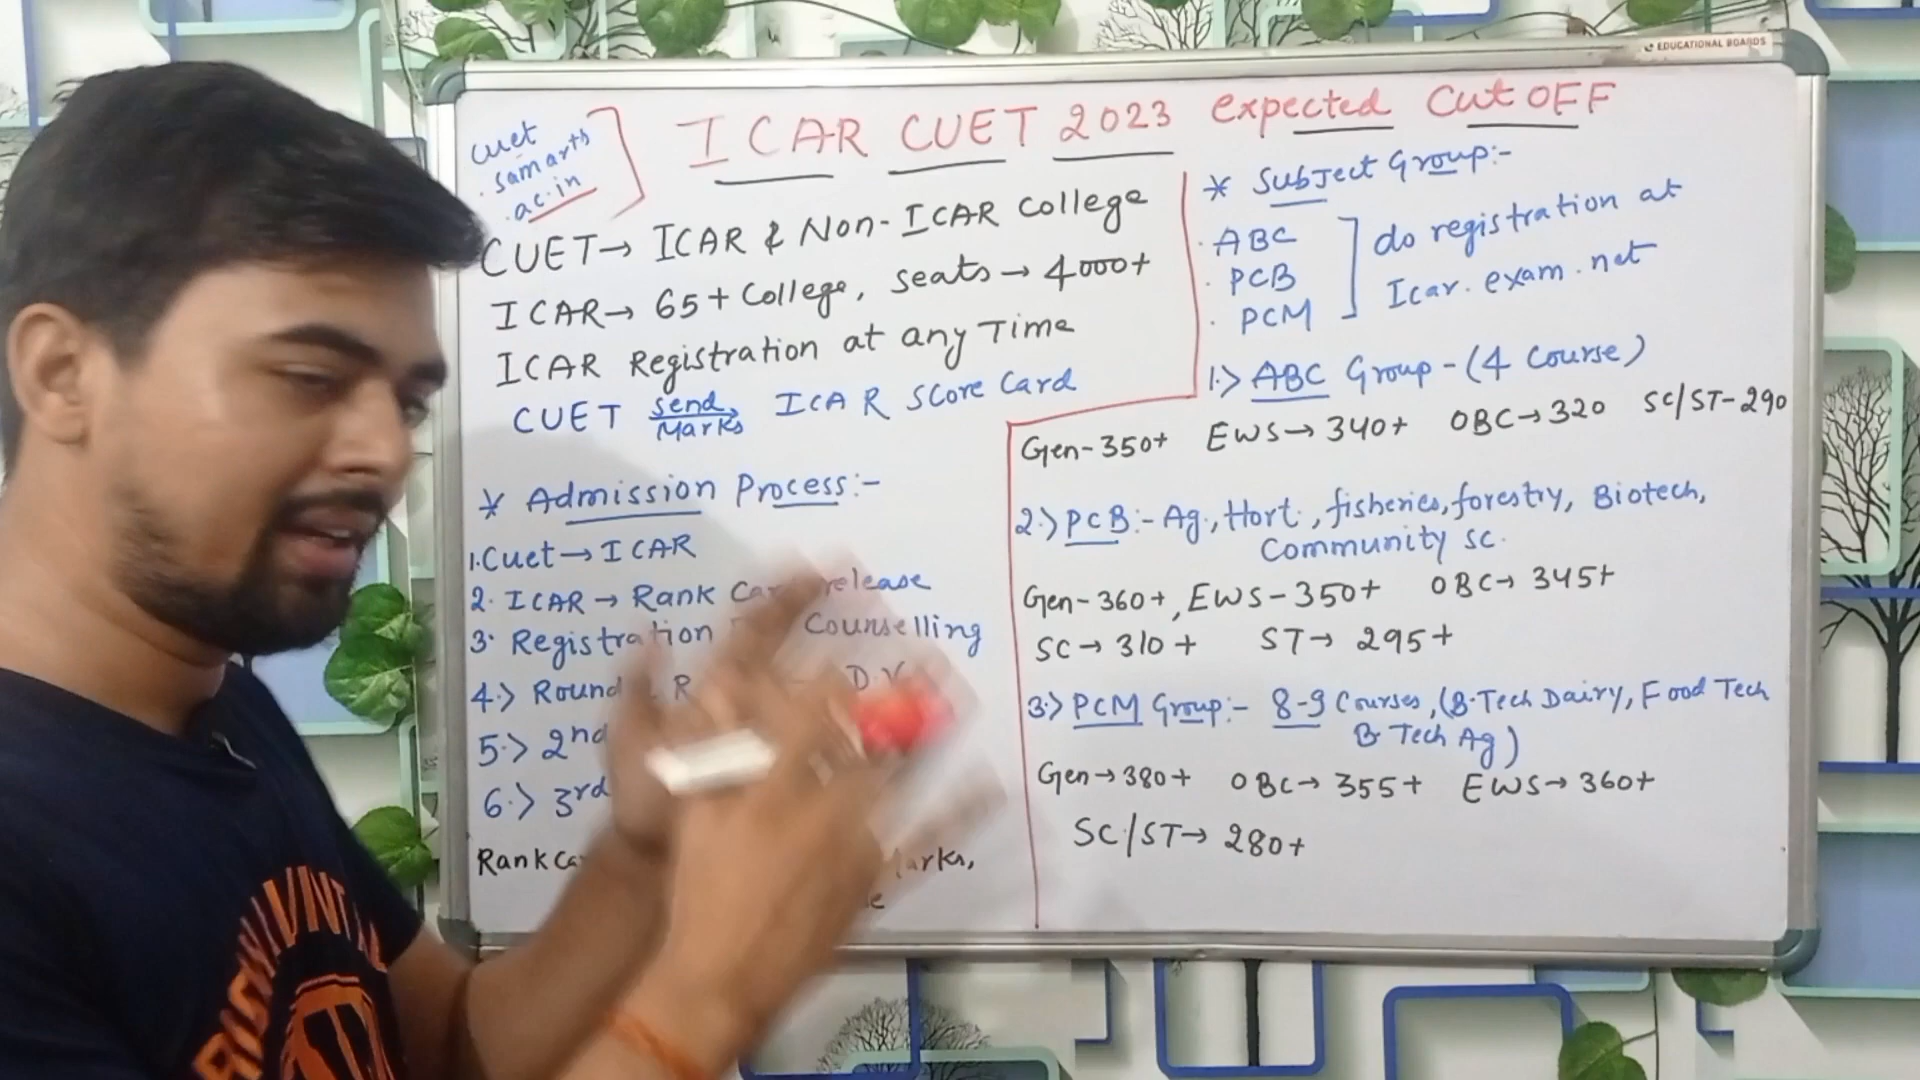 EDUCATIONAL BOARDS
ICAR CUET 2023 Expected CutOFF
cuet
.samarts
.ac.in
CUET → ICAR & Non-ICAR College
ICAR → 65+ College, seats → 4000+
ICAR Registration at any Time
CUET send Marks ICAR Score Card
* Admission Process:-
1. Cuet → ICAR
2. ICAR → Rank release
3. Registration Counselling
4.> Round
5.> 2nd
6.> 3rd
Rank
* Subject Group:-
. ABC
. PCB
. PCM
do registration at
Icar.exam.net
1.> ABC Group - (4 Course)
Gen-350+ EWS → 340+ OBC → 320 SC/ST-290
2.> PCB:- Ag., Hort., fisheries, forestry, Biotech,
Community Sc.
Gen-360+, EWS-350+ OBC → 345+
SC → 310+ ST → 295+
3.> PCM Group:- 8-9 Courses, (B.Tech Dairy, Food Tech
B.Tech Ag)
Gen → 380+ OBC → 355+ EWS → 360+
SC/ST → 280+